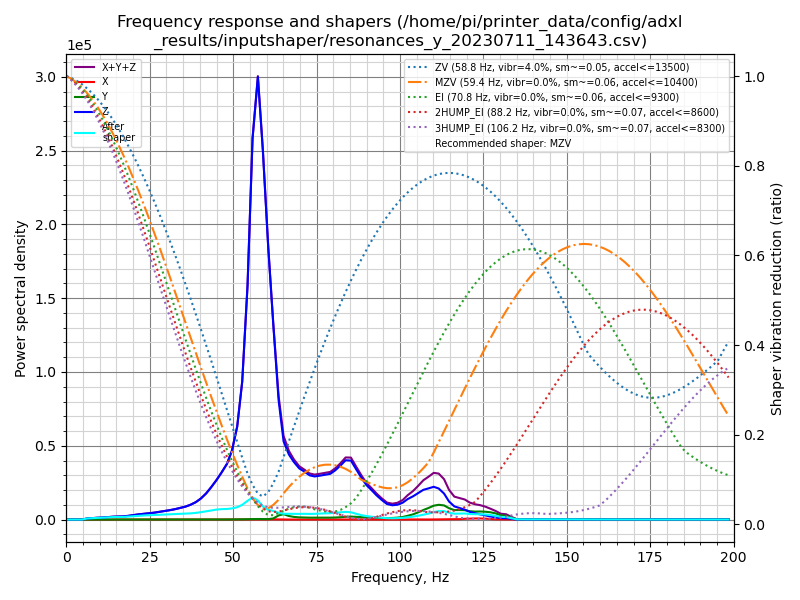 Frequency response and shapers (/home/pi/printer_data/config/adxl
_results/inputshaper/resonances_y_20230711_143643.csv)
1e5
X+Y+Z
X
Y
Z
After
shaper
ZV (58.8 Hz, vibr=4.0%, sm~=0.05, accel<=13500)
MZV (59.4 Hz, vibr=0.0%, sm~=0.06, accel<=10400)
EI (70.8 Hz, vibr=0.0%, sm~=0.06, accel<=9300)
2HUMP_EI (88.2 Hz, vibr=0.0%, sm~=0.07, accel<=8600)
3HUMP_EI (106.2 Hz, vibr=0.0%, sm~=0.07, accel<=8300)
Recommended shaper: MZV
Power spectral density
3.0
2.5
2.0
1.5
1.0
0.5
0.0
Shaper vibration reduction (ratio)
1.0
0.8
0.6
0.4
0.2
0.0
0 25 50 75 100 125 150 175 200
Frequency, Hz